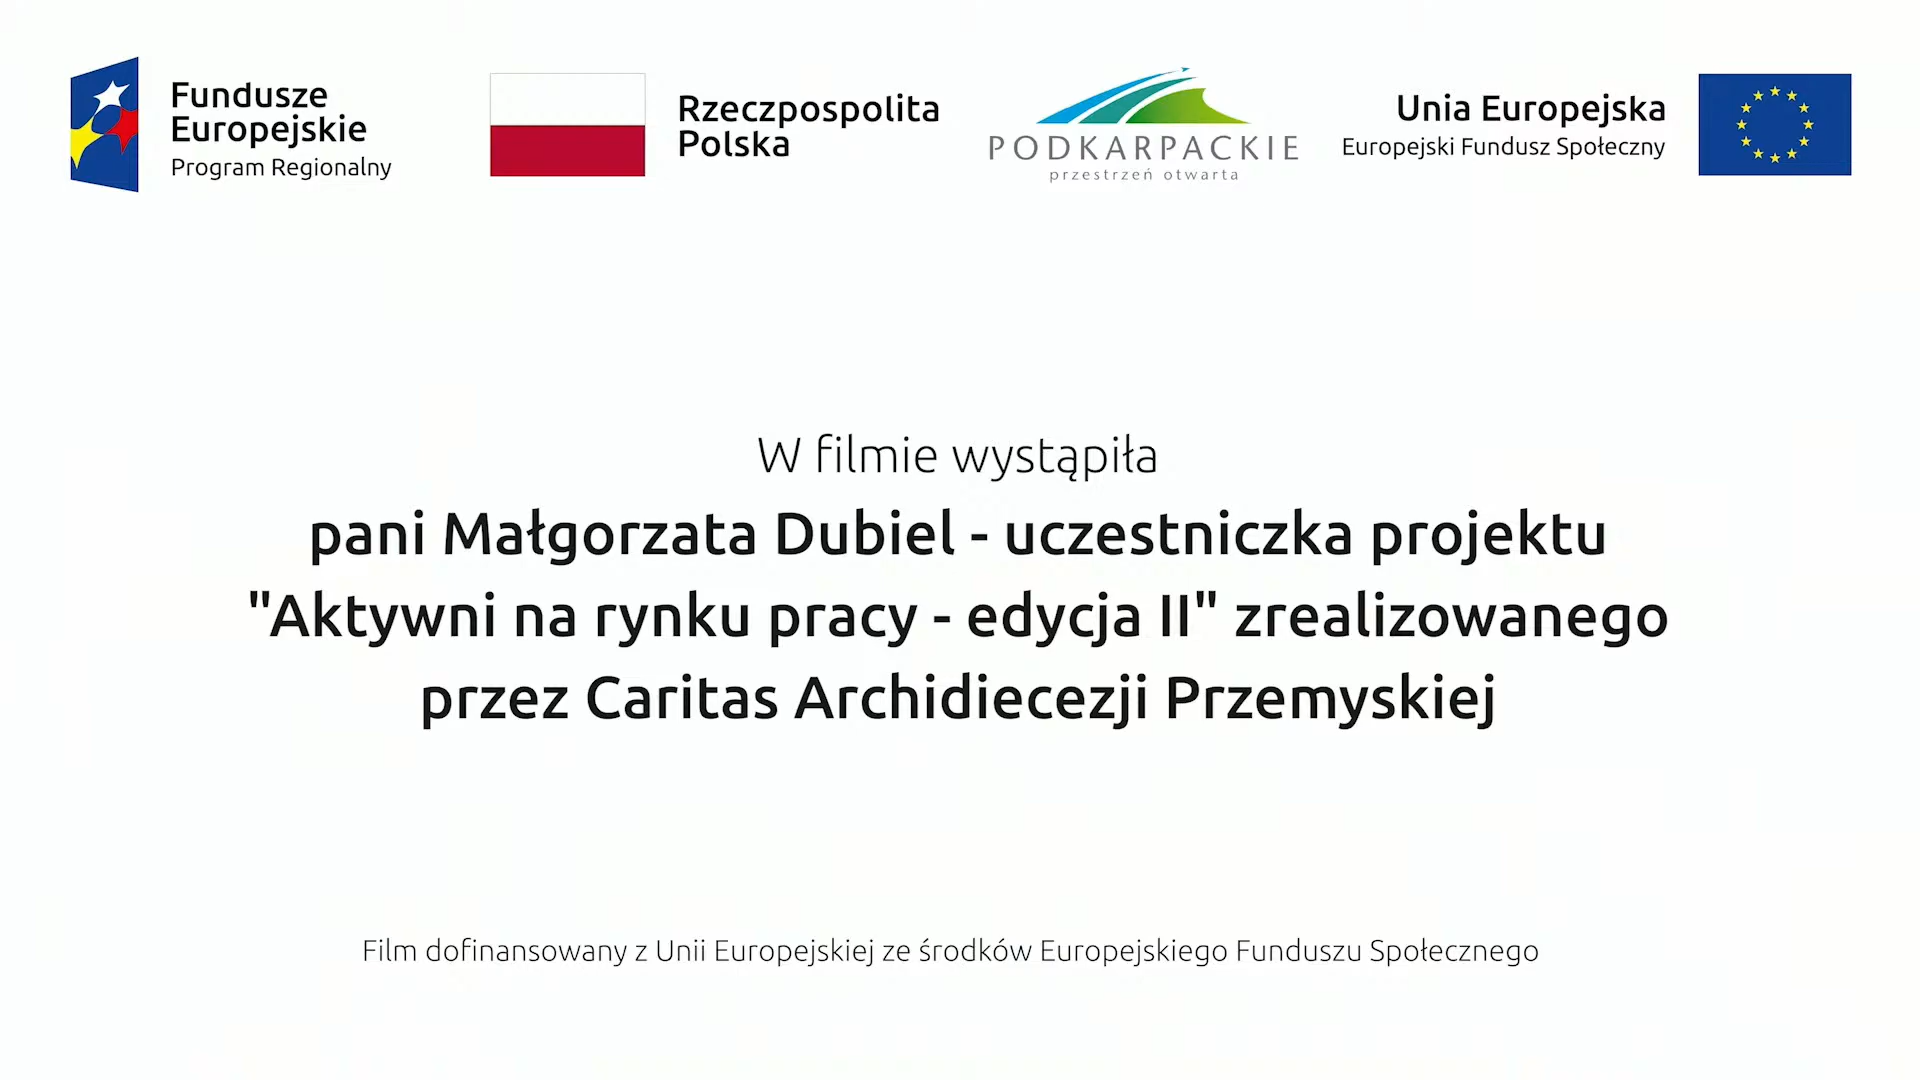 Fundusze
Europejskie
Program Regionalny
Rzeczpospolita
Polska
PODKARPACKIE
przestrzeń otwarta
Unia Europejska
Europejski Fundusz Społeczny
W filmie wystąpiła
pani Małgorzata Dubiel - uczestniczka projektu
"Aktywni na rynku pracy - edycja II" zrealizowanego
przez Caritas Archidiecezji Przemyskiej
Film dofinansowany z Unii Europejskiej ze środków Europejskiego Funduszu Społecznego